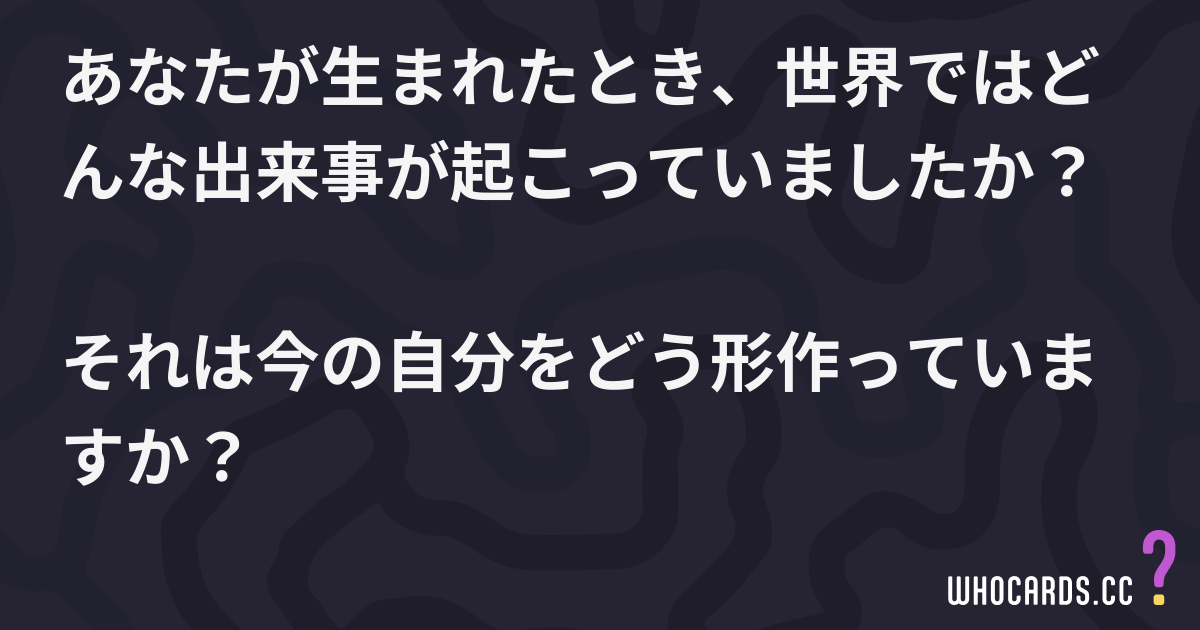 あなたが生まれたとき、世界ではど
んな出来事が起こっていましたか？
それは今の自分をどう形作っていま
すか？
WHOCARDS.CC
?